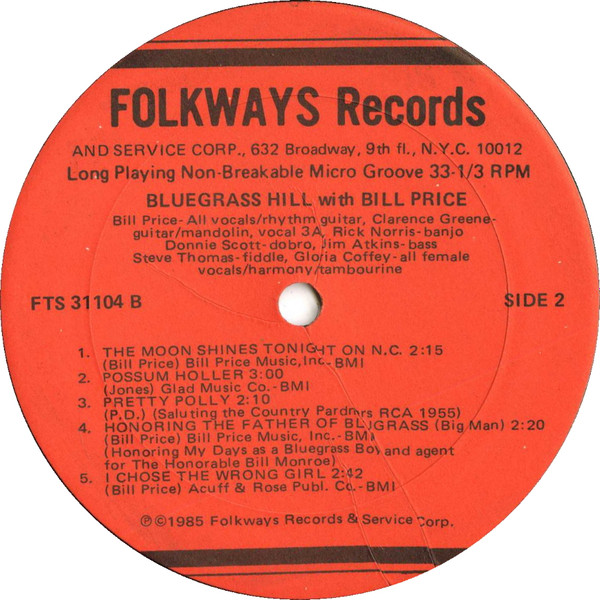 FOLKWAYS Records
AND SERVICE CORP., 632 Broadway, 9th fl., N.Y.C. 10012
Long Playing Non-Breakable Micro Groove 33-1/3 RPM
BLUEGRASS HILL with BILL PRICE
Bill Price-All vocals/rhythm guitar, Clarence Greene-
guitar/mandolin, vocal 3A, Rick Norris-banjo
Donnie Scott-dobro, Jim Atkins-bass
Steve Thomas-fiddle, Gloria Coffey-all female
vocals/harmony/tambourine
FTS 31104 B SIDE 2
1. THE MOON SHINES TONIGHT ON N.C. 2:15
(Bill Price) Bill Price Music, Inc.-BMI
2. POSSUM HOLLER 3:00
(Jones) Glad Music Co.-BMI
3. PRETTY POLLY 2:10
(P.D.) (Saluting the Country Pardners RCA 1955)
4. HONORING THE FATHER OF BLUGRASS (Big Man) 2:20
(Bill Price) Bill Price Music, Inc.-BMI
(Honoring My Days as a Bluegrass Boy and agent
for The Honorable Bill Monroe)
5. I CHOSE THE WRONG GIRL 2:42
(Bill Price) Acuff & Rose Publ. Co.-BMI
℗©1985 Folkways Records & Service Corp.